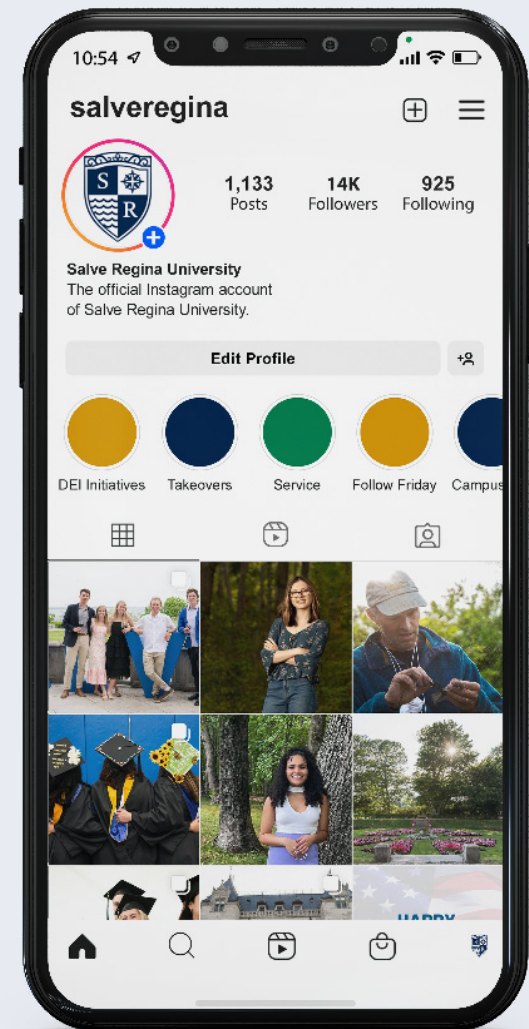 10:54
salveregina
S
R
1,133 14K 925
Posts Followers Following
Salve Regina University
The official Instagram account
of Salve Regina University.
Edit Profile
DEI Initiatives Takeovers Service Follow Friday Campus
HAPPY